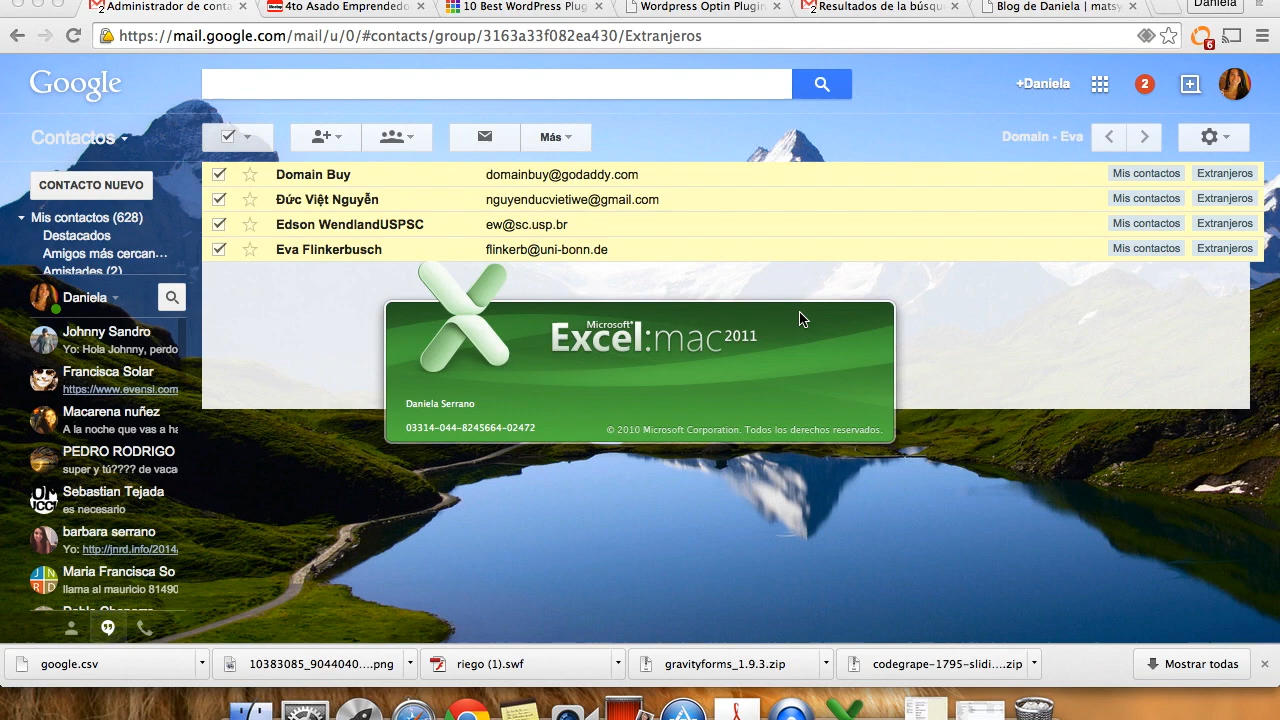 Administrador de conta
4to Asado Emprendedo
10 Best WordPress Plug
Wordpress Optin Plugin
Resultados de la búsqu
Blog de Daniela | matsy
Daniela
https://mail.google.com/mail/u/0/#contacts/group/3163a33f082ea430/Extranjeros
6
Google
+Daniela
2
Contactos
Más
Domain - Eva
CONTACTO NUEVO
Domain Buy domainbuy@godaddy.com Mis contactos Extranjeros
Đức Việt Nguyễn nguyenducvietiwe@gmail.com Mis contactos Extranjeros
Edson WendlandUSPSC ew@sc.usp.br Mis contactos Extranjeros
Eva Flinkerbusch flinkerb@uni-bonn.de Mis contactos Extranjeros
Mis contactos (628)
Destacados
Amigos más cercan...
Amistades (2)
Daniela
Johnny Sandro
Yo: Hola Johnny, perdo
Francisca Solar
https://www.evensi.com
Macarena nuñez
A la noche que vas a ha
PEDRO RODRIGO
super y tú???? de vaca
Sebastian Tejada
es necesario
barbara serrano
Yo: http://jnrd.info/2014
Maria Francisca So
llama al mauricio 81490
Microsoft
Excel:mac 2011
Daniela Serrano
03314-044-8245664-02472
© 2010 Microsoft Corporation. Todos los derechos reservados.
google.csv
10383085_9044040....png
riego (1).swf
gravityforms_1.9.3.zip
codegrape-1795-slidi....zip
Mostrar todas